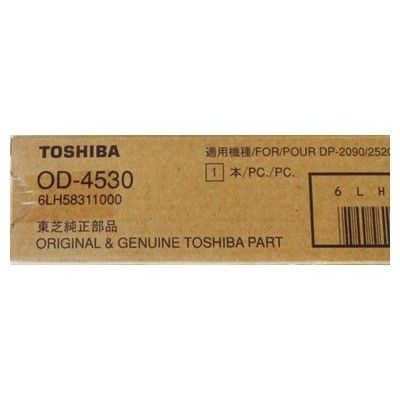 TOSHIBA
適用機種/FOR/POUR DP-2090/2520
OD-4530
1 本/PC./PC.
6LH58311000
6 L H
東芝純正部品
ORIGINAL & GENUINE TOSHIBA PART